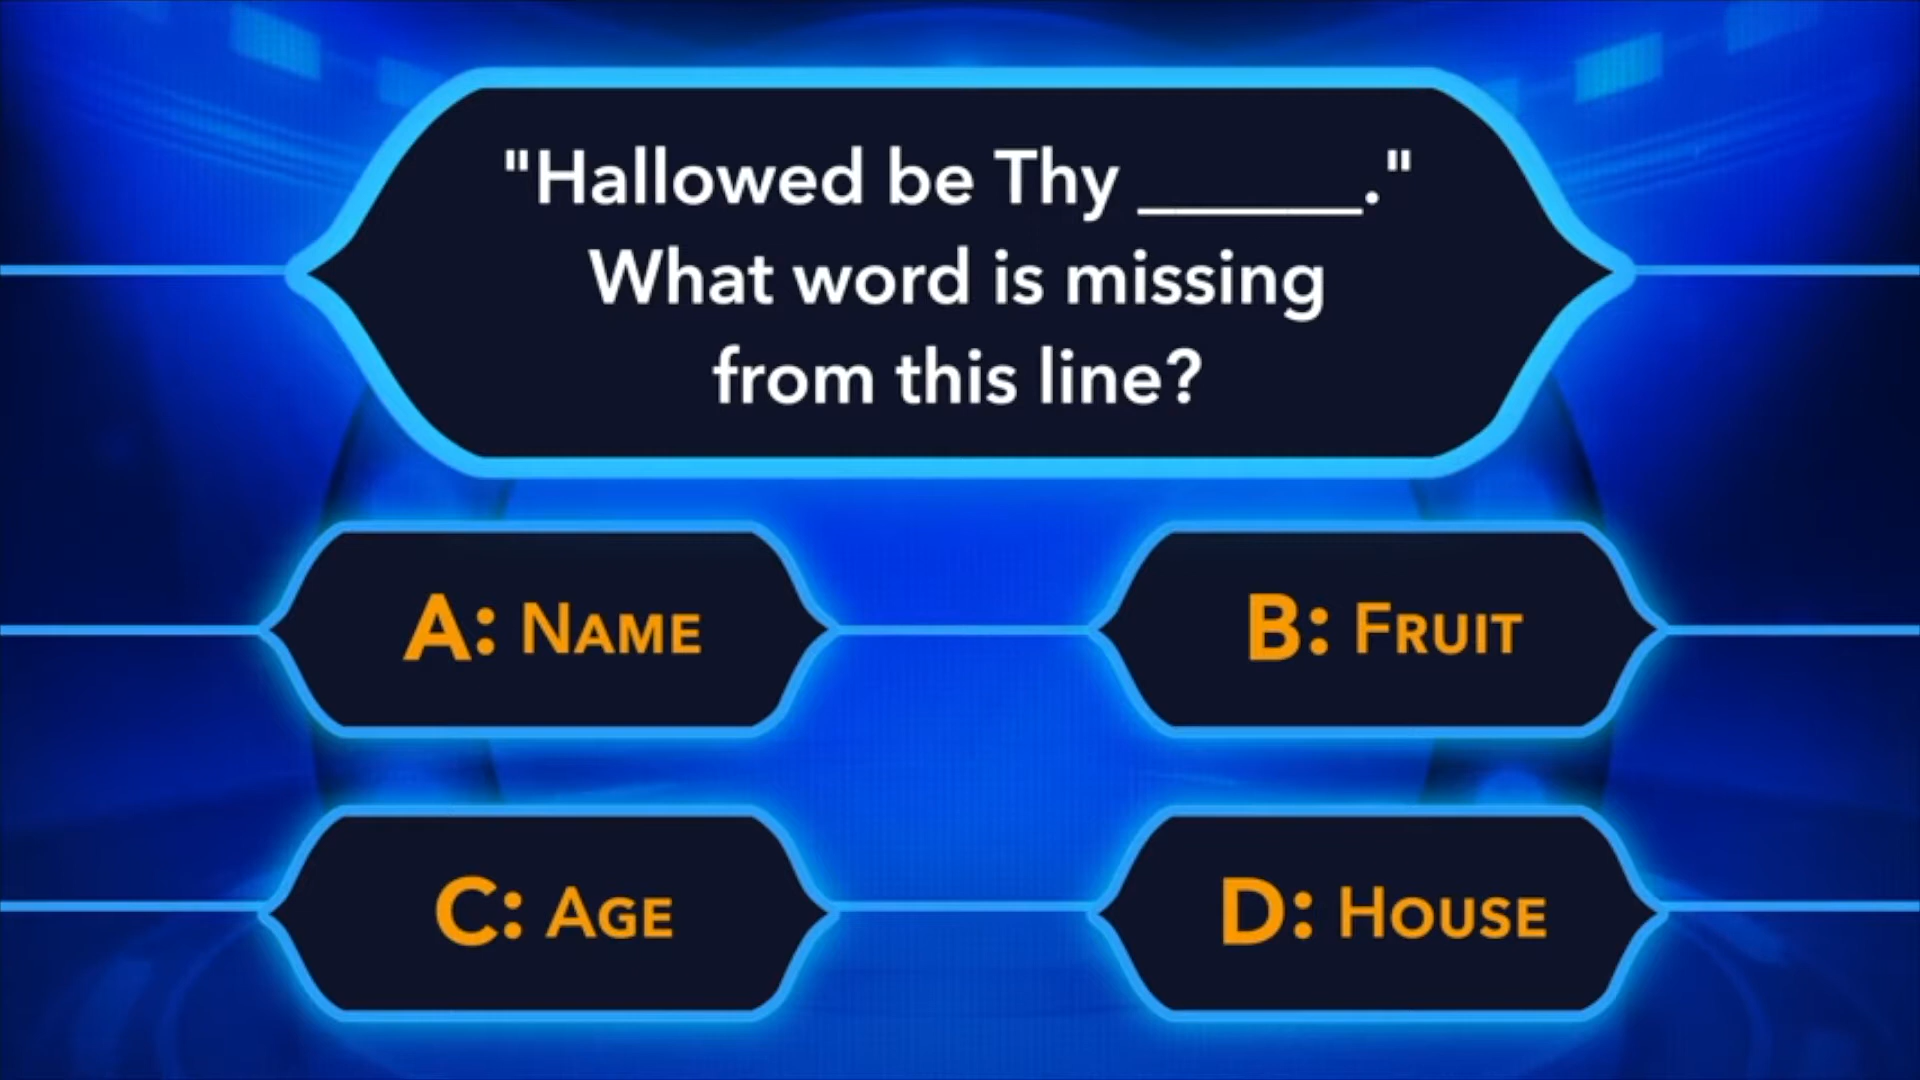 "Hallowed be Thy ______."
What word is missing
from this line?
A: NAME
B: FRUIT
C: AGE
D: HOUSE